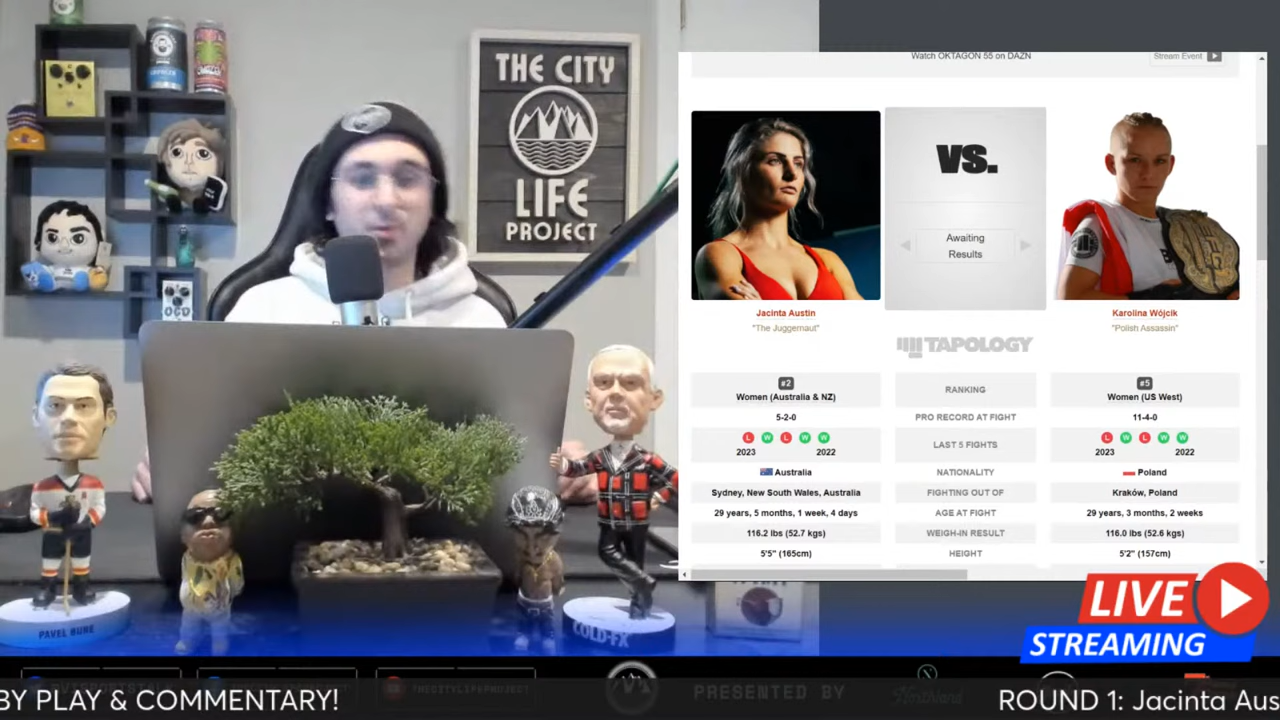 THE CITY
LIFE
PROJECT
PAVEL BURE
COLD-FX
Watch OKTAGON 55 on DAZN
Stream Event
VS.
Awaiting
Results
Jacinta Austin
"The Juggernaut"
Karolina Wójcik
"Polish Assassin"
TAPOLOGY
#2
Women (Australia & NZ)
RANKING
#5
Women (US West)
5-2-0
PRO RECORD AT FIGHT
11-4-0
L W L W W
2023 2022
LAST 5 FIGHTS
L W L W W
2023 2022
Australia
NATIONALITY
Poland
Sydney, New South Wales, Australia
FIGHTING OUT OF
Kraków, Poland
29 years, 5 months, 1 week, 4 days
AGE AT FIGHT
29 years, 3 months, 2 weeks
116.2 lbs (52.7 kgs)
WEIGH-IN RESULT
116.0 lbs (52.6 kgs)
5'5" (165cm)
HEIGHT
5'2" (157cm)
LIVE
STREAMING
THECITYLIFEPROJECT
PRESENTED BY
Northland
BY PLAY & COMMENTARY!
ROUND 1: Jacinta Aus